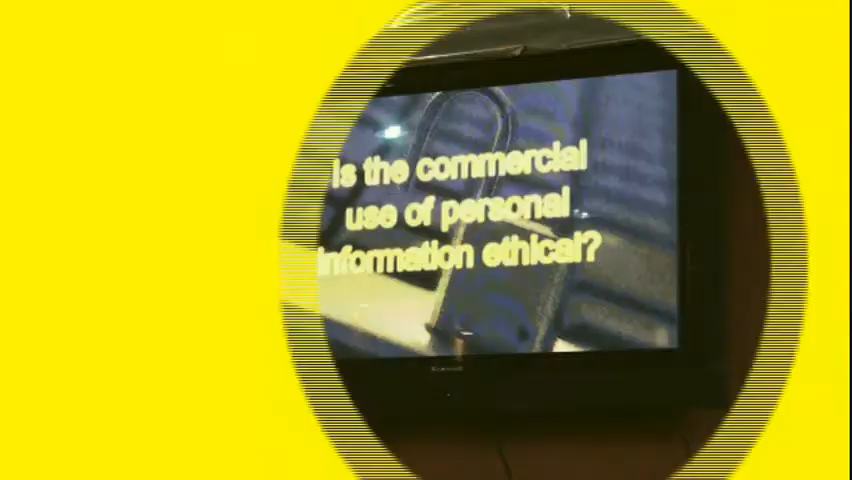 Is the commercial
use of personal
information ethical?